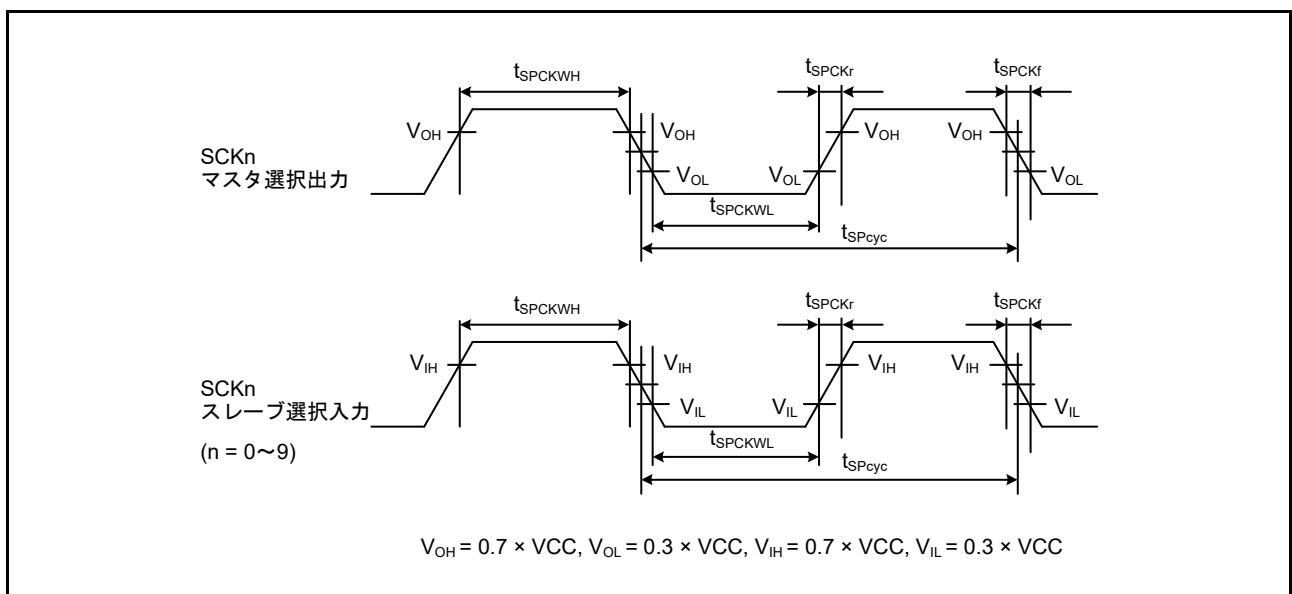 tSPCKWH
tSPCKr
tSPCKf
VOH
VOH
VOH
VOH
SCKn
マスタ選択出力
VOL
VOL
VOL
tSPCKWL
tSPcyc
tSPCKWH
tSPCKr
tSPCKf
VIH
VIH
VIH
VIH
SCKn
スレーブ選択入力
VIL
VIL
VIL
(n = 0～9)
tSPCKWL
tSPcyc
VOH = 0.7 × VCC, VOL = 0.3 × VCC, VIH = 0.7 × VCC, VIL = 0.3 × VCC